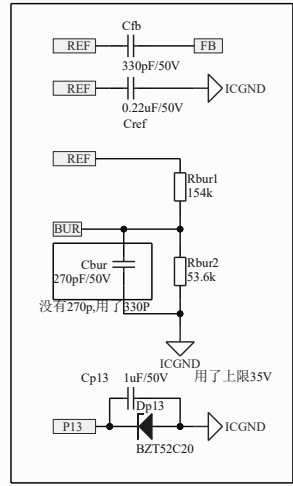 Cfb
REF FB
330pF/50V
REF ICGND
0.22uF/50V
Cref
REF
Rbur1
154k
BUR
Cbur Rbur2
270pF/50V 53.6k
没有270p,用了330P
ICGND
用了上限35V
Cp13 1uF/50V
Dp13
P13 ICGND
BZT52C20